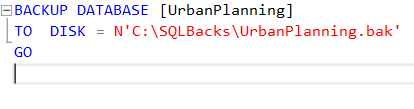 BACKUP DATABASE [UrbanPlanning]
TO  DISK = N'C:\SQLBacks\UrbanPlanning.bak'
GO